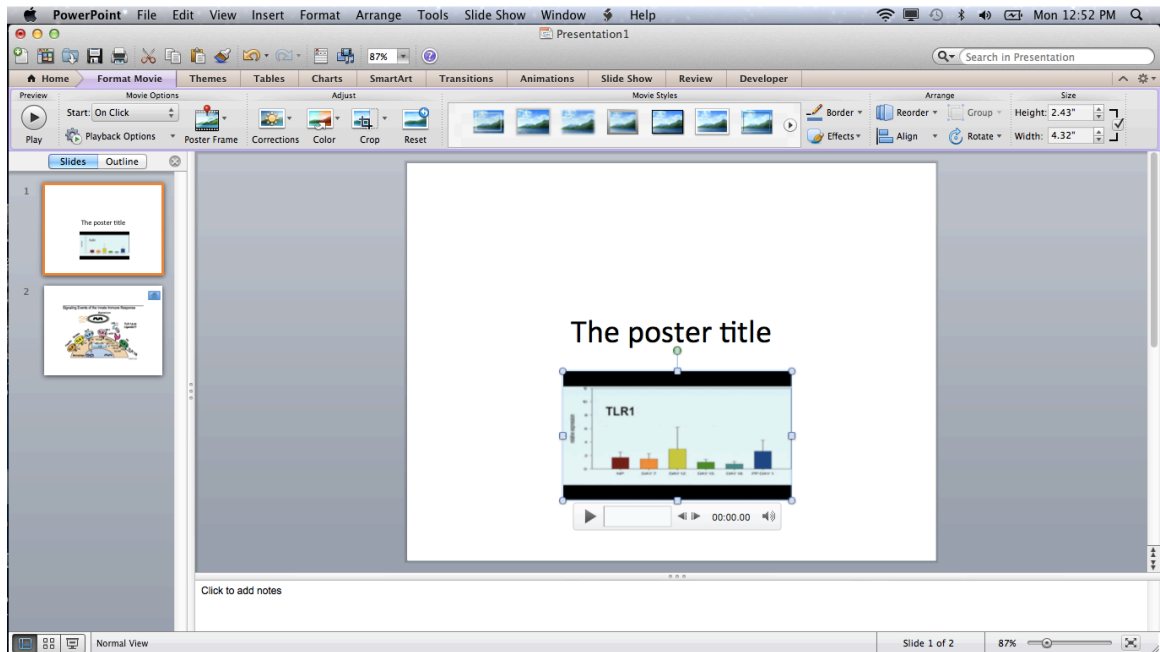 PowerPoint File Edit View Insert Format Arrange Tools Slide Show Window Help Mon 12:52 PM
Presentation1
87% Search in Presentation
Home Format Movie Themes Tables Charts SmartArt Transitions Animations Slide Show Review Developer
Preview Movie Options Adjust Movie Styles Arrange Size
Start: On Click Border Reorder Group Height: 2.43"
Playback Options Effects Align Rotate Width: 4.32"
Play Poster Frame Corrections Color Crop Reset
Slides Outline
1
The poster title
2
Signaling Events of the Innate Immune Response
The poster title
TLR1
00:00.00
Click to add notes
Normal View Slide 1 of 2 87%